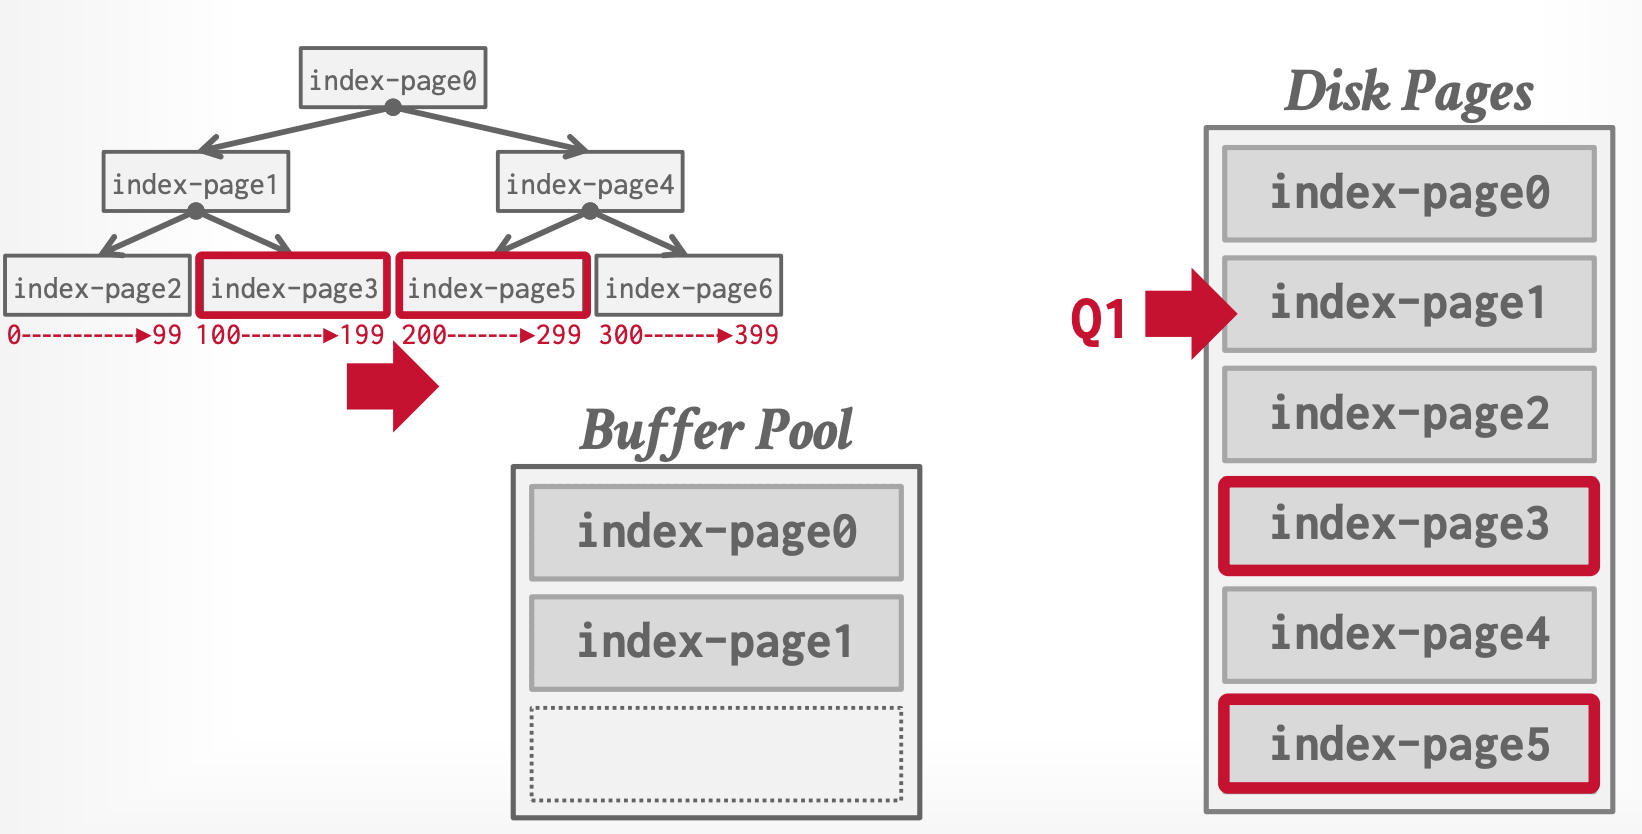 index-page0
index-page1
index-page4
index-page2
index-page3
index-page5
index-page6
0---------->99
100------->199
200------->299
300------->399
Buffer Pool
index-page0
index-page1
Disk Pages
index-page0
Q1
index-page1
index-page2
index-page3
index-page4
index-page5